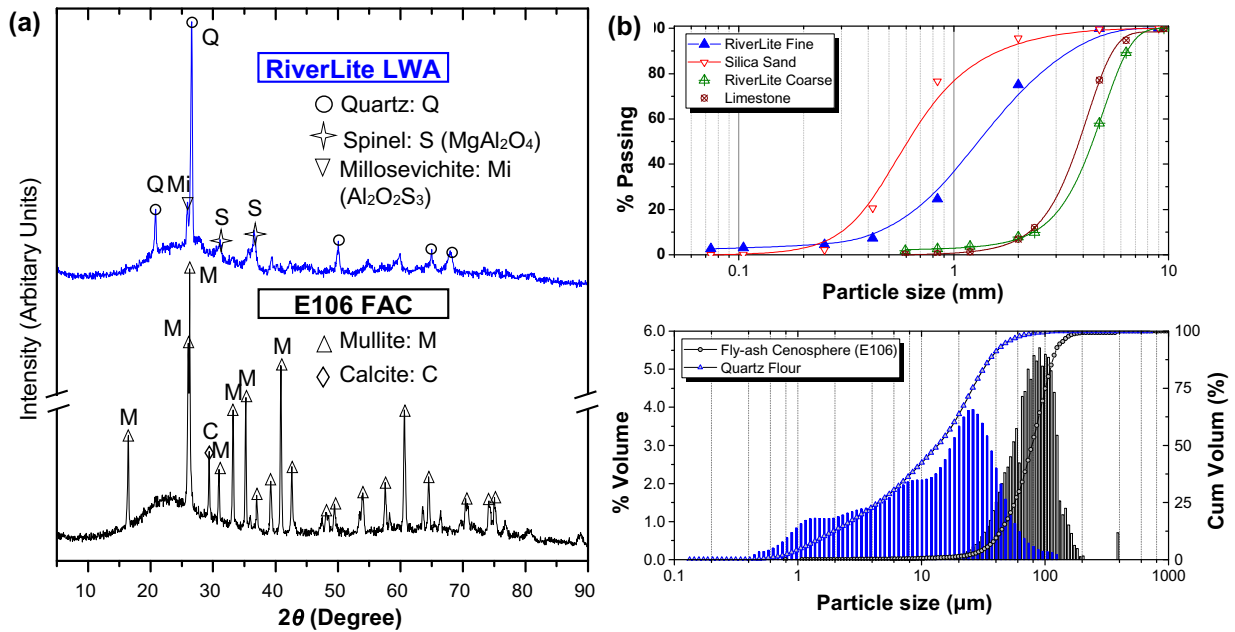 (a)
Q
Q
RiverLite LWA
Quartz: Q
Spinel: S (MgAl₂O₄)
Millosevichite: Mi
(Al₂O₂S₃)
Q
Mi
S
S
M
E106 FAC
Mullite: M
Calcite: C
M
M
M
M
M
C
M
Intensity (Arbitary Units)
10 20 30 40 50 60 70 80 90
2θ (Degree)
(b)
RiverLite Fine
Silica Sand
RiverLite Coarse
Limestone
00
80
60
40
20
0
% Passing
0.1 1 10
Particle size (mm)
Fly-ash Cenosphere (E106)
Quartz Flour
6.0
5.0
4.0
3.0
2.0
1.0
0.0
% Volume
100
75
50
25
0
Cum Volum (%)
0.1 1 10 100 1000
Particle size (µm)